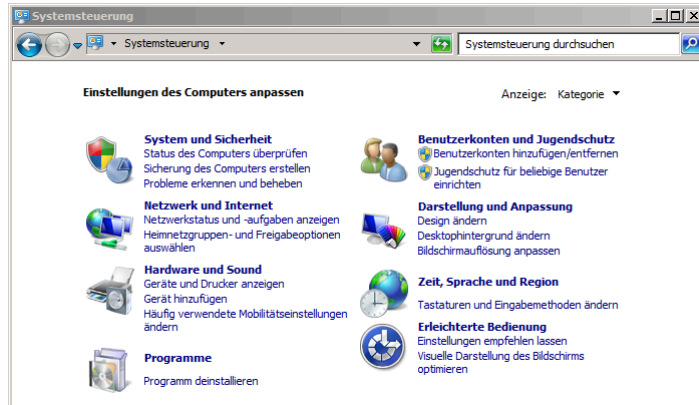 Systemsteuerung
Systemsteuerung
Systemsteuerung durchsuchen
Einstellungen des Computers anpassen
Anzeige: Kategorie
System und Sicherheit
Status des Computers überprüfen
Sicherung des Computers erstellen
Probleme erkennen und beheben
Netzwerk und Internet
Netzwerkstatus und -aufgaben anzeigen
Heimnetzgruppen- und Freigabeoptionen
auswählen
Hardware und Sound
Geräte und Drucker anzeigen
Gerät hinzufügen
Häufig verwendete Mobilitätseinstellungen
ändern
Programme
Programm deinstallieren
Benutzerkonten und Jugendschutz
Benutzerkonten hinzufügen/entfernen
Jugendschutz für beliebige Benutzer
einrichten
Darstellung und Anpassung
Design ändern
Desktophintergrund ändern
Bildschirmauflösung anpassen
Zeit, Sprache und Region
Tastaturen und Eingabemethoden ändern
Erleichterte Bedienung
Einstellungen empfehlen lassen
Visuelle Darstellung des Bildschirms
optimieren